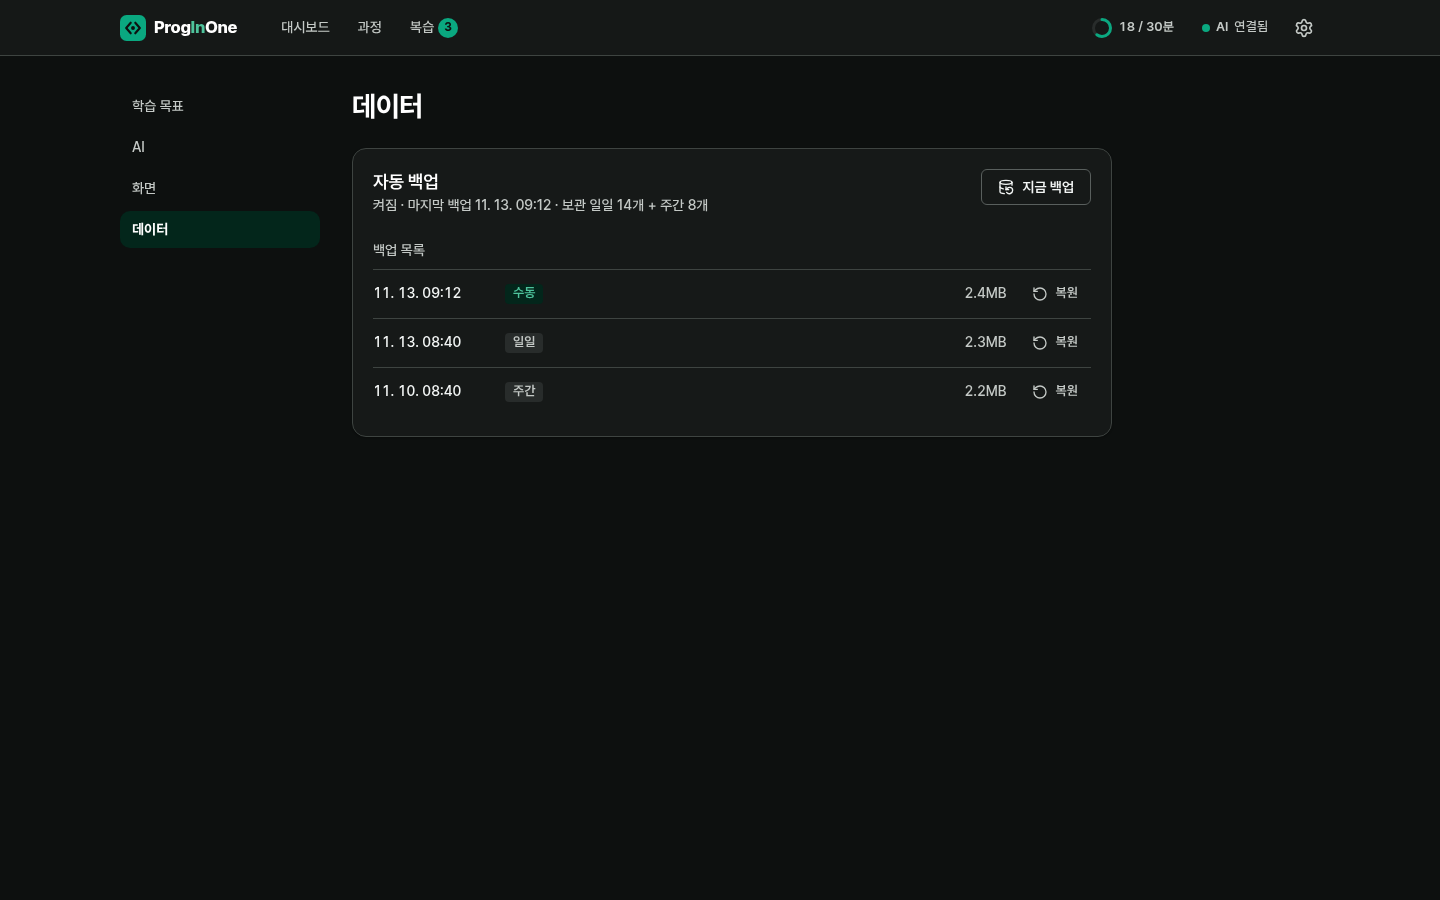 ProgInOne
대시보드
과정
복습 3
18 / 30분
AI 연결됨
학습 목표
AI
화면
데이터
데이터
자동 백업
켜짐 · 마지막 백업 11. 13. 09:12 · 보관 일일 14개 + 주간 8개
지금 백업
백업 목록
11. 13. 09:12 수동 2.4MB 복원
11. 13. 08:40 일일 2.3MB 복원
11. 10. 08:40 주간 2.2MB 복원